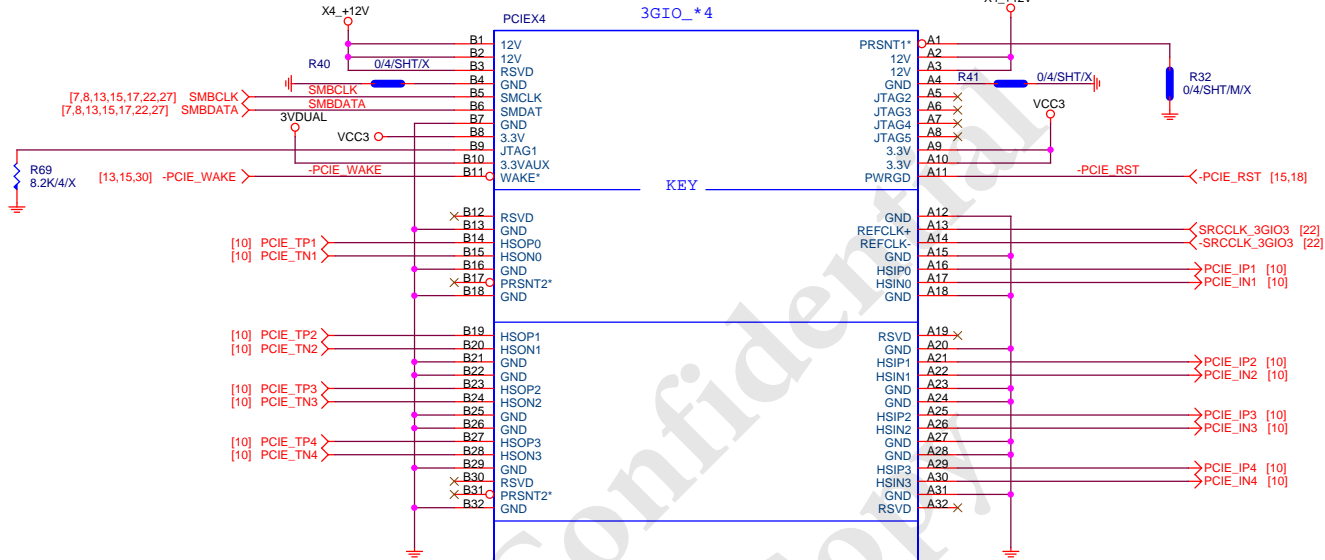 X4_+12V
3GIO_*4
PCIEX4
B1 12V PRSNT1* A1
B2 12V 12V A2
B3 RSVD 12V A3
R40 0/4/SHT/X B4 GND GND A4 R41 0/4/SHT/X
R32
0/4/SHT/M/X
[7,8,13,15,17,22,27] SMBCLK SMBCLK B5 SMCLK JTAG2 A5
[7,8,13,15,17,22,27] SMBDATA SMBDATA B6 SMDAT JTAG3 A6
3VDUAL B7 GND JTAG4 A7 VCC3
VCC3 B8 3.3V JTAG5 A8
B9 JTAG1 3.3V A9
B10 3.3VAUX 3.3V A10
R69
8.2K/4/X
[13,15,30] -PCIE_WAKE -PCIE_WAKE B11 WAKE* PWRGD A11 -PCIE_RST -PCIE_RST [15,18]
KEY
B12 RSVD GND A12
B13 GND REFCLK+ A13 SRCCLK_3GIO3 [22]
[10] PCIE_TP1 B14 HSOP0 REFCLK- A14 -SRCCLK_3GIO3 [22]
[10] PCIE_TN1 B15 HSON0 GND A15
B16 GND HSIP0 A16 PCIE_IP1 [10]
B17 PRSNT2* HSIN0 A17 PCIE_IN1 [10]
B18 GND GND A18
[10] PCIE_TP2 B19 HSOP1 RSVD A19
[10] PCIE_TN2 B20 HSON1 GND A20
B21 GND HSIP1 A21 PCIE_IP2 [10]
B22 GND HSIN1 A22 PCIE_IN2 [10]
[10] PCIE_TP3 B23 HSOP2 GND A23
[10] PCIE_TN3 B24 HSON2 GND A24
B25 GND HSIP2 A25 PCIE_IP3 [10]
B26 GND HSIN2 A26 PCIE_IN3 [10]
[10] PCIE_TP4 B27 HSOP3 GND A27
[10] PCIE_TN4 B28 HSON3 GND A28
B29 GND HSIP3 A29 PCIE_IP4 [10]
B30 RSVD HSIN3 A30 PCIE_IN4 [10]
B31 PRSNT2* GND A31
B32 GND RSVD A32
Confidential
Copy